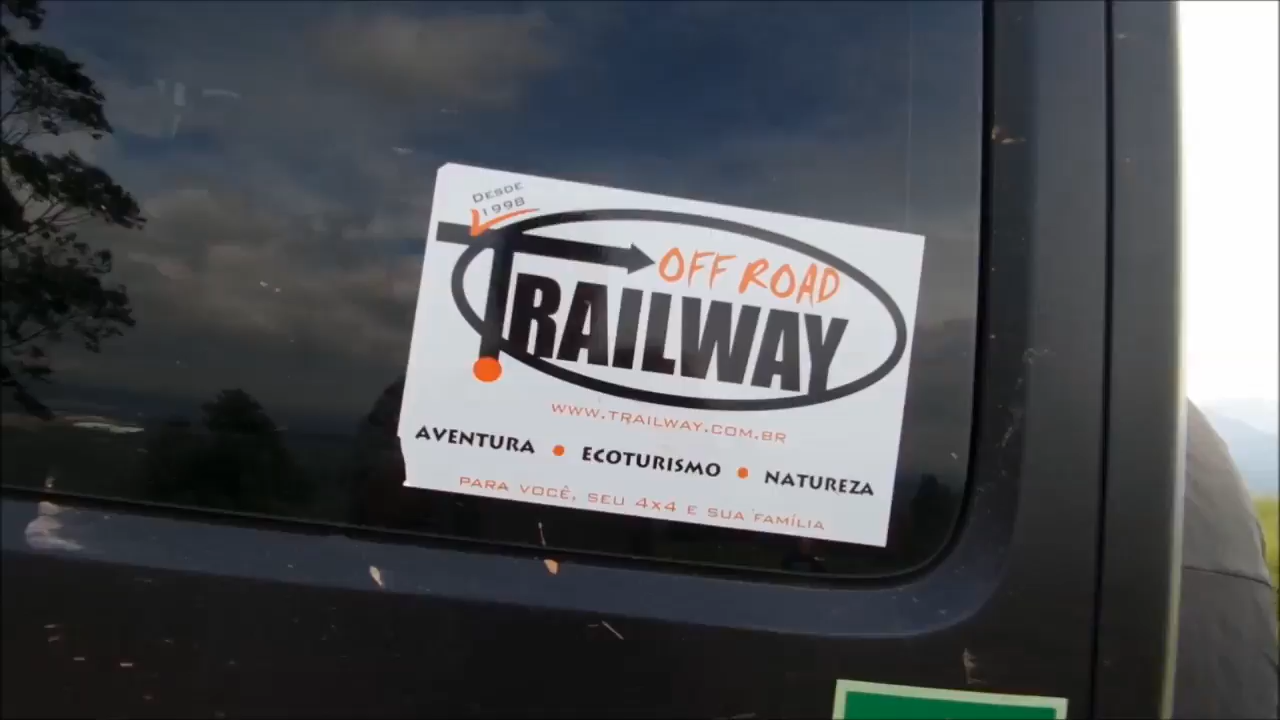 DESDE
1998
OFF ROAD
TRAILWAY
WWW.TRAILWAY.COM.BR
AVENTURA • ECOTURISMO • NATUREZA
PARA VOCÊ, SEU 4X4 E SUA FAMÍLIA